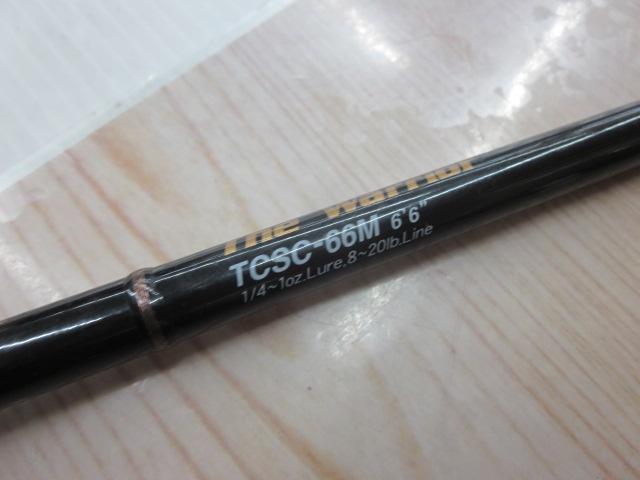 The Warrior
TCSC-66M 6'6"
1/4~1oz.Lure.8~20lb.Line